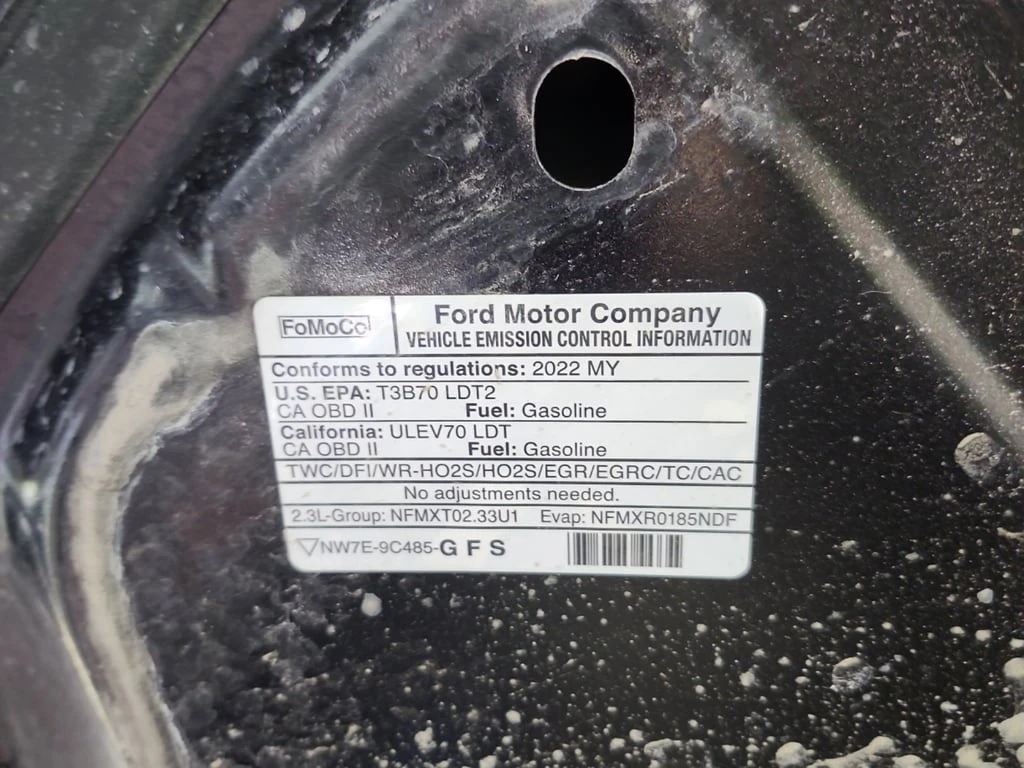 FoMoCo
Ford Motor Company
VEHICLE EMISSION CONTROL INFORMATION
Conforms to regulations: 2022 MY
U.S. EPA: T3B70 LDT2
CA OBD II Fuel: Gasoline
California: ULEV70 LDT
CA OBD II Fuel: Gasoline
TWC/DFI/WR-HO2S/HO2S/EGR/EGRC/TC/CAC
No adjustments needed.
2.3L-Group: NFMXT02.33U1 Evap: NFMXR0185NDF
NW7E-9C485-G F S